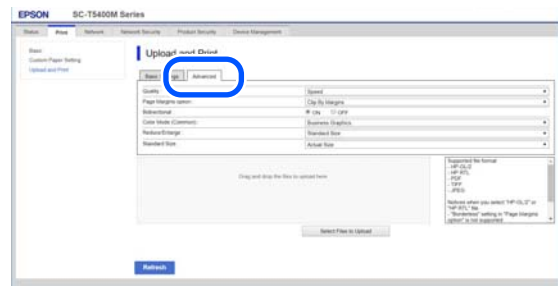 EPSON SC-T5400M Series
Status Print Network Network Security Product Security Device Management
Basic
Custom Paper Setting
Upload and Print
Upload and Print
Basic Advanced
Quality : Speed
Page Margins option : Clip By Margins
Bidirectional : ON OFF
Color Mode (Common) : Business Graphics
Reduce/Enlarge : Standard Size
Standard Size : Actual Size
Drag and drop the files to upload here
Supported file format
- HP-GL/2
- HP RTL
- PDF
- TIFF
- JPEG
Notices when you select "HP-GL/2" or
"HP RTL" file
- "Borderless" setting in "Page Margins
option" is not supported
Select Files to Upload
Refresh